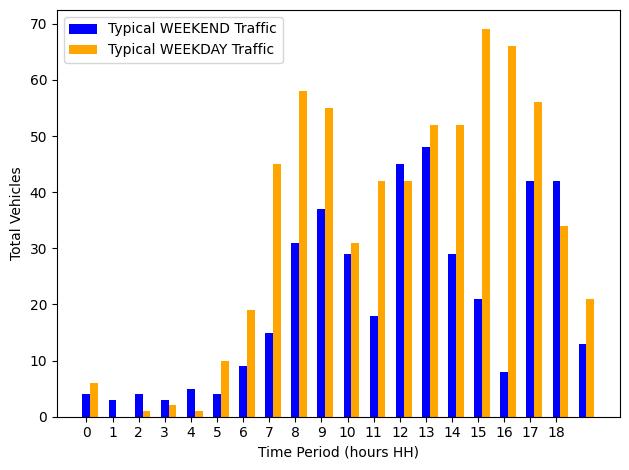 Typical WEEKEND Traffic
Typical WEEKDAY Traffic
70
60
50
40
30
20
10
0
Total Vehicles
0 1 2 3 4 5 6 7 8 9 10 11 12 13 14 15 16 17 18
Time Period (hours HH)